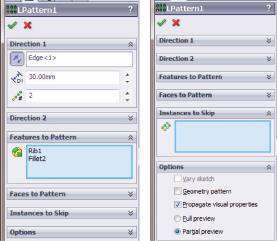 LPattern1 ?
Direction 1
Edge<1>
D1 30.00mm
2
Direction 2
Features to Pattern
Rib1
Fillet2
Faces to Pattern
Instances to Skip
Options
LPattern1 ?
Direction 1
Direction 2
Features to Pattern
Faces to Pattern
Instances to Skip
Options
Vary sketch
Geometry pattern
Propagate visual properties
Full preview
Partial preview